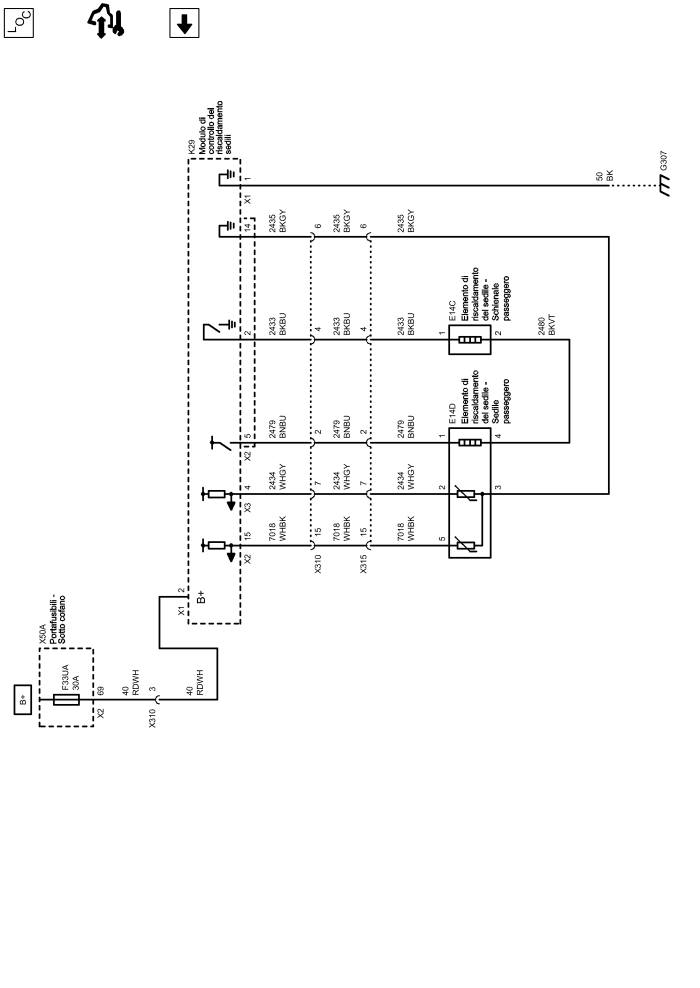 LOC
B+
X50A
Portafusibili -
Sotto cofano
F33UA
30A
X2
69
40
RDWH
X310
3
40
RDWH
X1
2
B+
K29
Modulo di
controllo del
riscaldamento
sedili
X2
15
X3
4
X2
5
2
14
X1
1
7018
WHBK
2434
WHGY
2479
BNBU
2433
BKBU
2435
BKGY
50
BK
X310
15
7
2
4
6
7018
WHBK
2434
WHGY
2479
BNBU
2433
BKBU
2435
BKGY
X315
15
7
2
4
6
7018
WHBK
2434
WHGY
2479
BNBU
2433
BKBU
2435
BKGY
5
2
1
1
E14D
Elemento di
riscaldamento
del sedile -
Sedile
passeggero
E14C
Elemento di
riscaldamento
del sedile -
Schienale
passeggero
3
4
2
2480
BKVT
G307